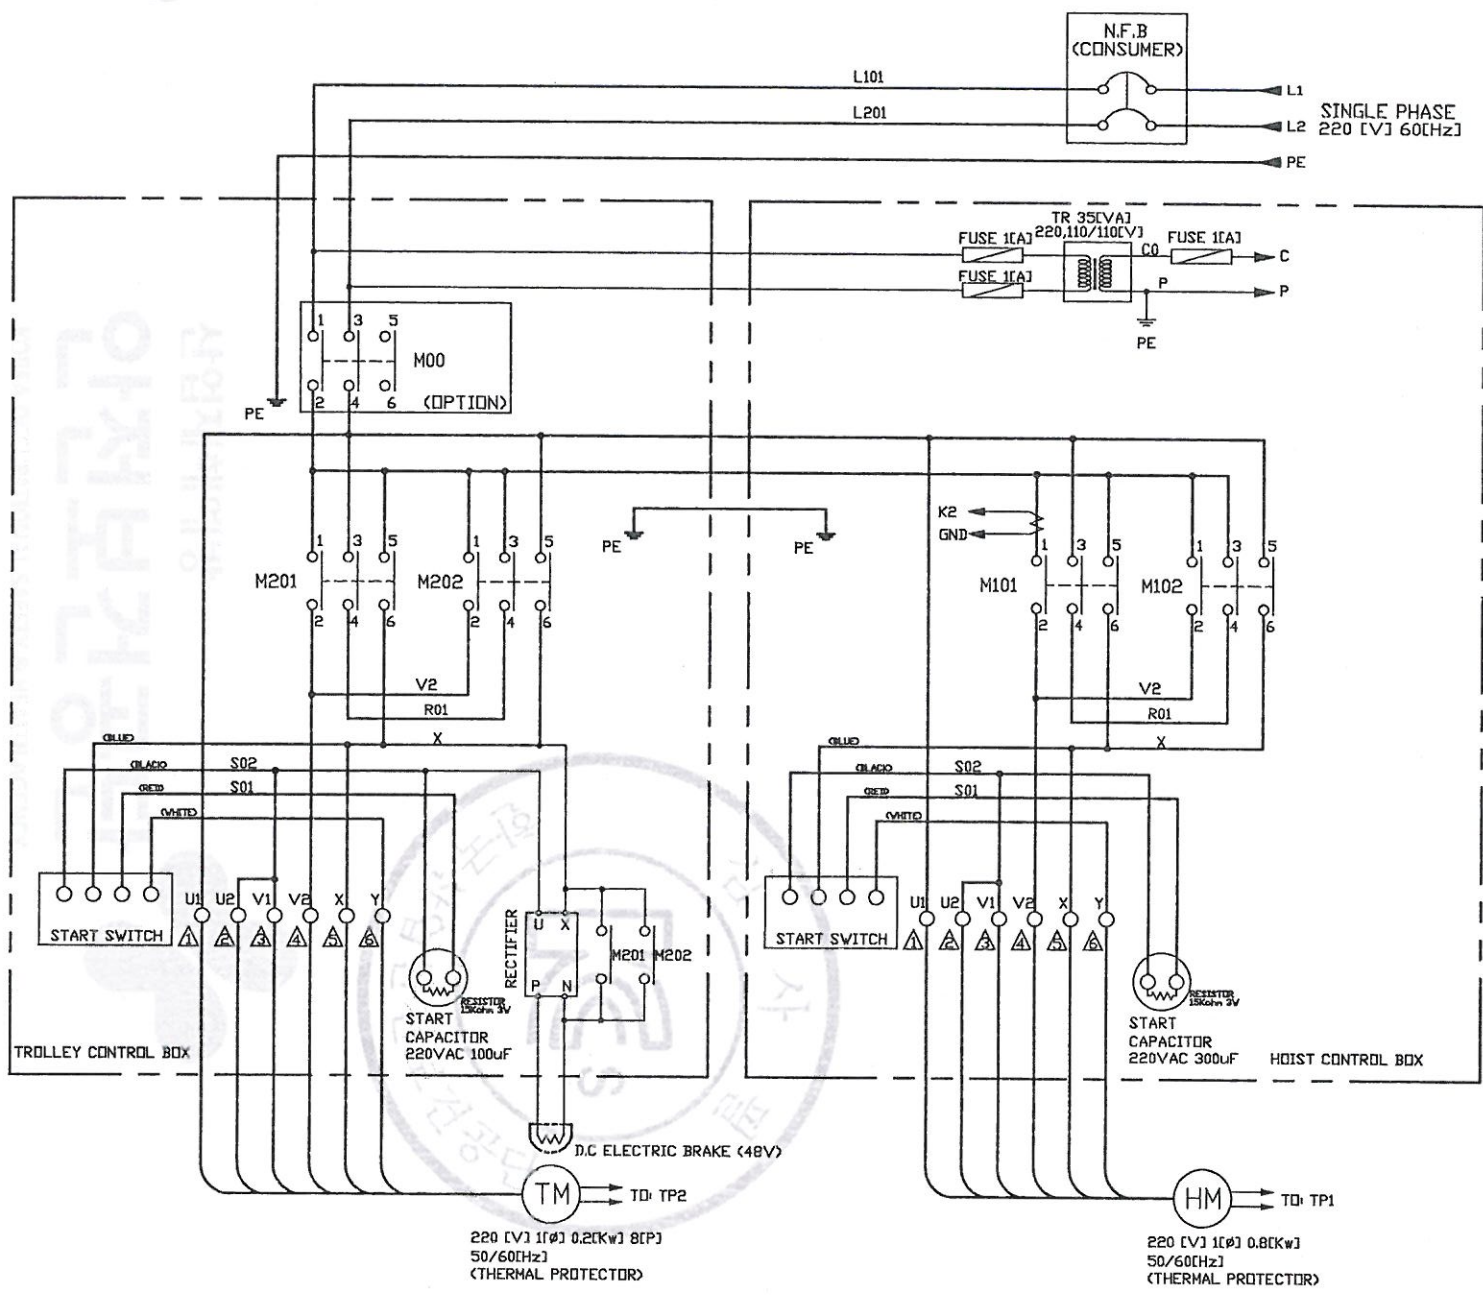 N.F.B
(CONSUMER)
L101
L1
L201
L2
SINGLE PHASE
220 [V] 60[Hz]
PE
TR 35[VA]
220,110/110[V]
FUSE 1[A]
C0
FUSE 1[A]
C
FUSE 1[A]
P
P
PE
1 3 5
M00
2 4 6
(OPTION)
PE
K2
GND
PE
PE
1 3 5
M201
2 4 6
1 3 5
M202
2 4 6
1 3 5
M101
2 4 6
1 3 5
M102
2 4 6
V2
R01
X
V2
R01
X
(BLUE)
(BLACK)
S02
(RED)
S01
(WHITE)
(BLUE)
(BLACK)
S02
(RED)
S01
(WHITE)
START SWITCH
U1 U2 V1 V2 X Y
1 2 3 4 5 6
RECTIFIER
U X
P N
M201 M202
RESISTOR
15Kohm 3W
START
CAPACITOR
220VAC 100uF
TROLLEY CONTROL BOX
START SWITCH
U1 U2 V1 V2 X Y
1 2 3 4 5 6
RESISTOR
15Kohm 3W
START
CAPACITOR
220VAC 300uF
HOIST CONTROL BOX
D.C ELECTRIC BRAKE (48V)
TM
TO: TP2
220 [V] 1[Ø] 0.2[Kw] 8[P]
50/60[Hz]
(THERMAL PROTECTOR)
HM
TO: TP1
220 [V] 1[Ø] 0.8[Kw]
50/60[Hz]
(THERMAL PROTECTOR)